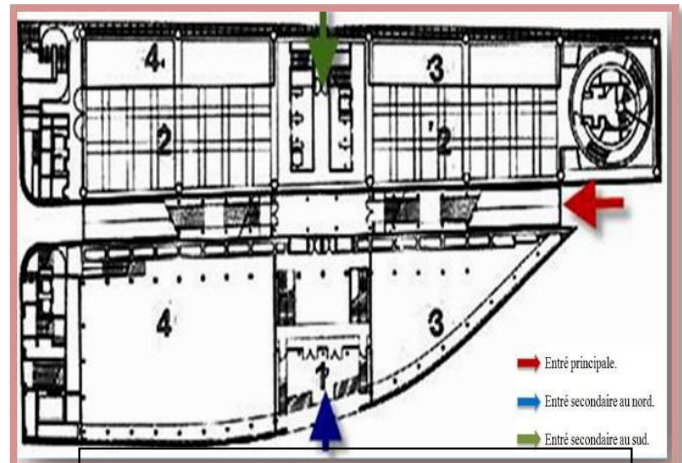 4. 3
2 2
4 3
1
Entré principale.
Entré secondaire au nord.
Entré secondaire au sud.